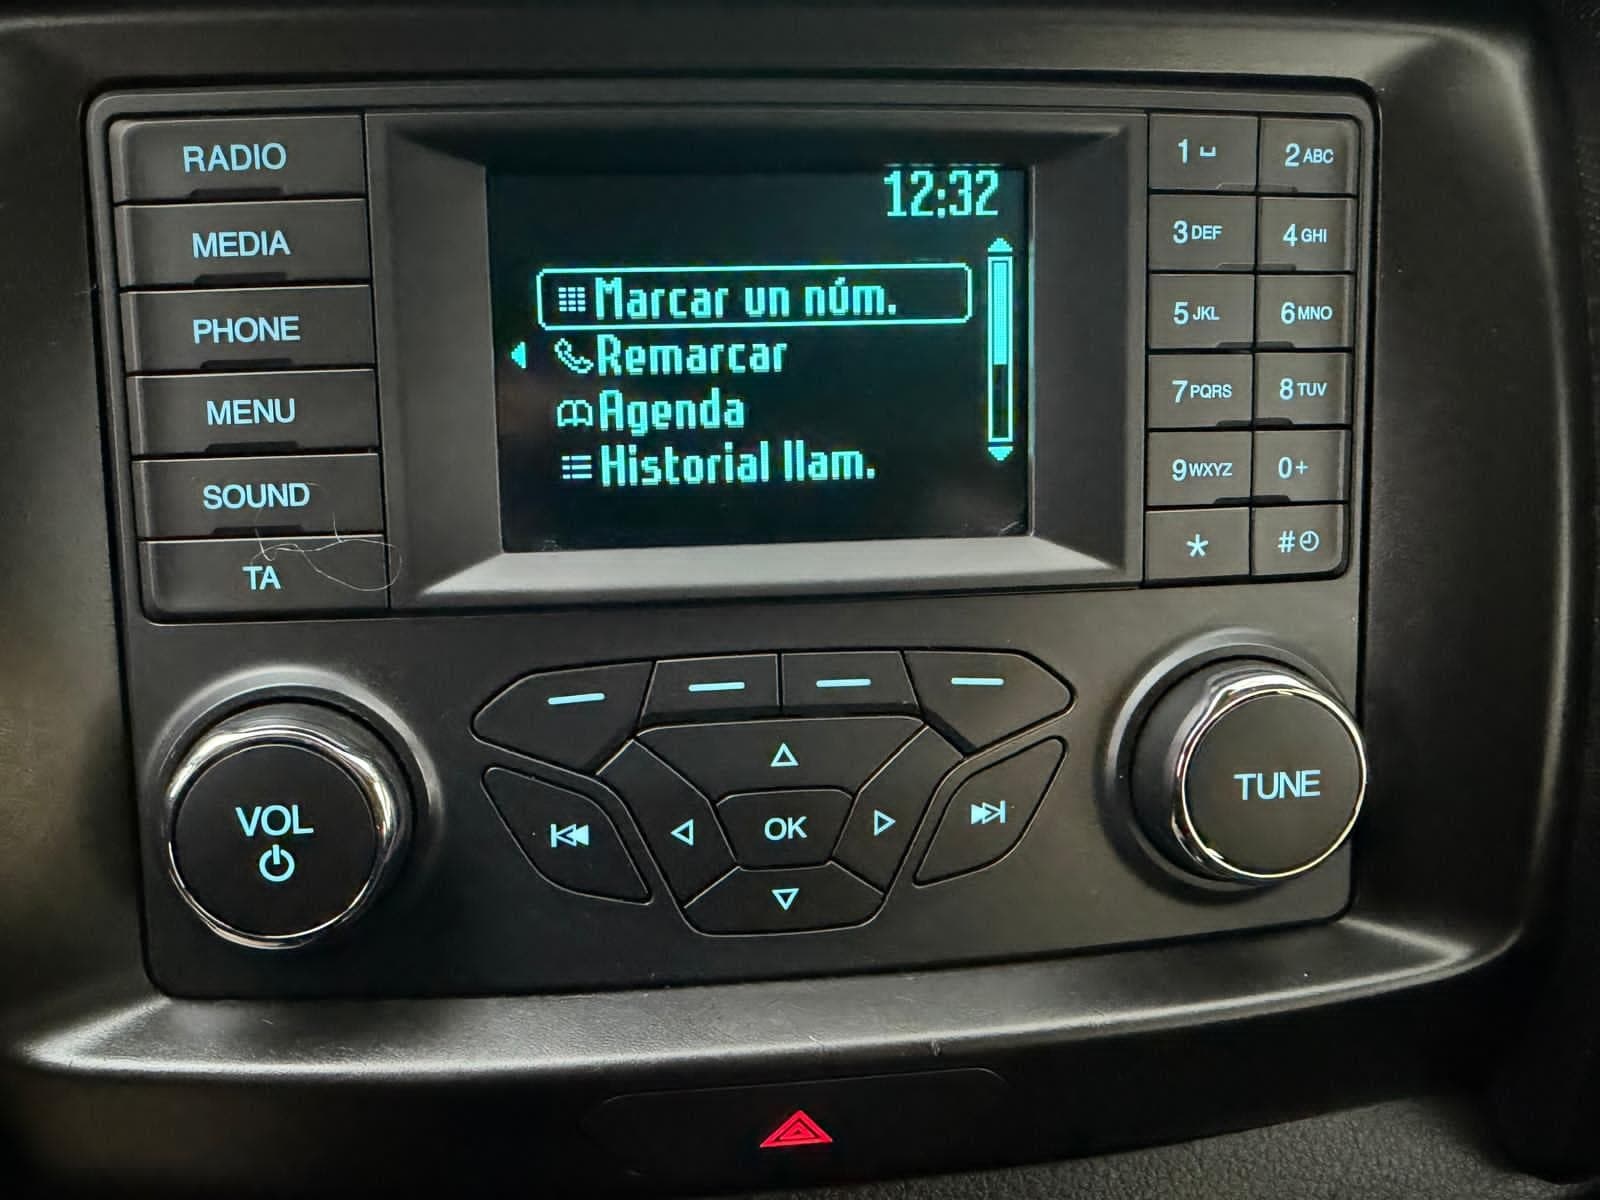 RADIO
MEDIA
PHONE
MENU
SOUND
TA
12:32
Marcar un núm.
Remarcar
Agenda
Historial llam.
1
2 ABC
3 DEF
4 GHI
5 JKL
6 MNO
7 PQRS
8 TUV
9 WXYZ
0 +
*
#
VOL
OK
TUNE